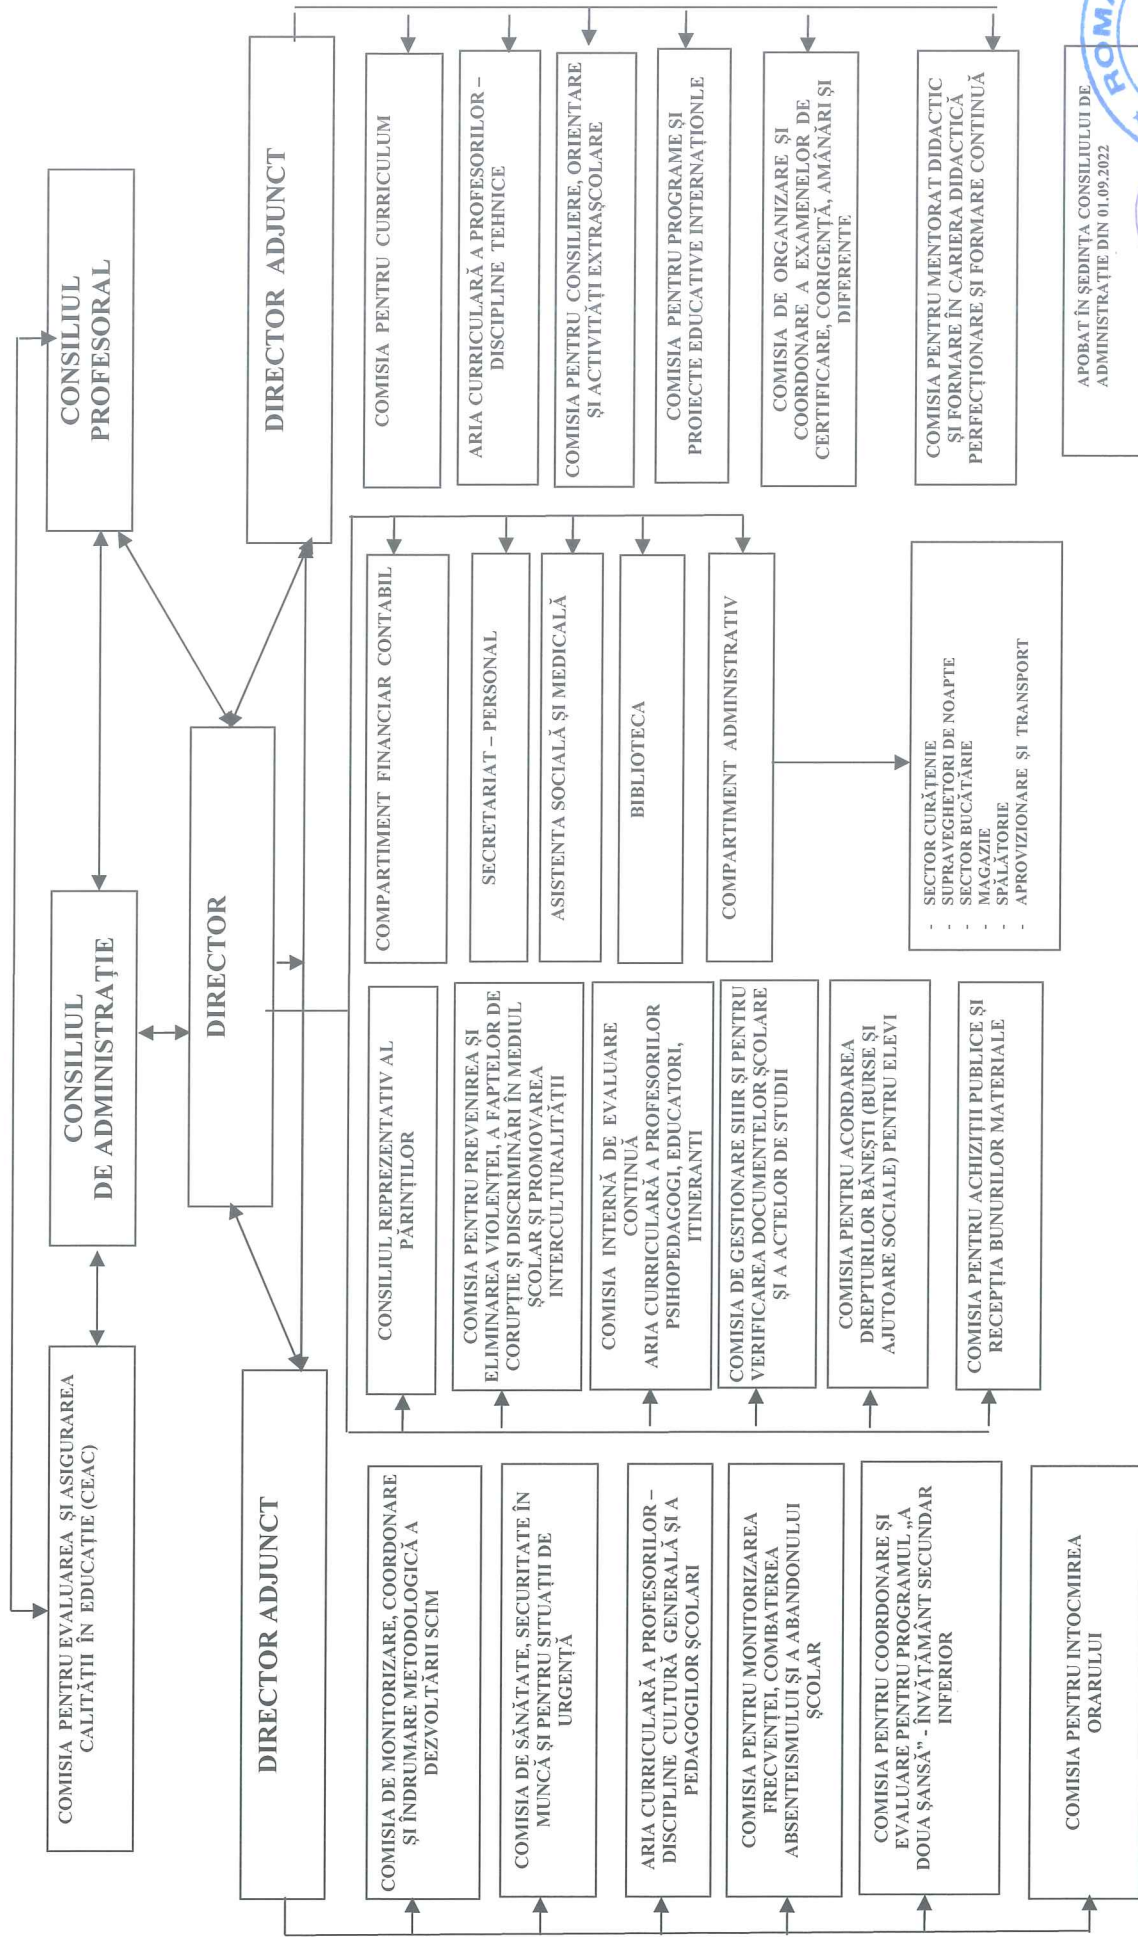 COMISIA PENTRU EVALUAREA ȘI ASIGURAREA
CALITĂȚII ÎN EDUCAȚIE (CEAC)
CONSILIUL
DE ADMINISTRAȚIE
CONSILIUL
PROFESORAL
DIRECTOR
DIRECTOR ADJUNCT
DIRECTOR ADJUNCT
COMISIA DE MONITORIZARE, COORDONARE
ȘI ÎNDRUMARE METODOLOGICĂ A
DEZVOLTĂRII SCIM
COMISIA DE SĂNĂTATE, SECURITATE ÎN
MUNCĂ ȘI PENTRU SITUAȚII DE
URGENȚĂ
ARIA CURRICULARĂ A PROFESORILOR –
DISCIPLINE CULTURĂ GENERALĂ ȘI A
PEDAGOGILOR ȘCOLARI
COMISIA PENTRU MONITORIZAREA
FRECVENȚEI, COMBATEREA
ABSENTEISMULUI ȘI A ABANDONULUI
ȘCOLAR
COMISIA PENTRU COORDONARE ȘI
EVALUARE PENTRU PROGRAMUL „A
DOUA ȘANSĂ” - ÎNVĂȚĂMÂNT SECUNDAR
INFERIOR
COMISIA PENTRU INTOCMIREA
ORARULUI
CONSILIUL REPREZENTATIV AL
PĂRINȚILOR
COMISIA PENTRU PREVENIREA ȘI
ELIMINAREA VIOLENȚEI, A FAPTELOR DE
CORUPȚIE ȘI DISCRIMINĂRI ÎN MEDIUL
ȘCOLAR ȘI PROMOVAREA
INTERCULTURALITĂȚII
COMISIA INTERNĂ DE EVALUARE
CONTINUĂ
ARIA CURRICULARĂ A PROFESORILOR
PSIHOPEDAGOGI, EDUCATORI,
ITINERANTI
COMISIA DE GESTIONARE SIIIR ȘI PENTRU
VERIFICAREA DOCUMENTELOR ȘCOLARE
ȘI A ACTELOR DE STUDII
COMISIA PENTRU ACORDAREA
DREPTURILOR BĂNEȘTI (BURSE ȘI
AJUTOARE SOCIALE) PENTRU ELEVI
COMISIA PENTRU ACHIZIȚII PUBLICE ȘI
RECEPȚIA BUNURILOR MATERIALE
COMPARTIMENT FINANCIAR CONTABIL
SECRETARIAT – PERSONAL
ASISTENTA SOCIALĂ ȘI MEDICALĂ
BIBLIOTECA
COMPARTIMENT ADMINISTRATIV
- SECTOR CURĂȚENIE
- SUPRAVEGHETORI DE NOAPTE
- SECTOR BUCĂTĂRIE
- MAGAZIE
- SPĂLĂTORIE
- APROVIZIONARE ȘI TRANSPORT
COMISIA PENTRU CURRICULUM
ARIA CURRICULARĂ A PROFESORILOR –
DISCIPLINE TEHNICE
COMISIA PENTRU CONSILIERE, ORIENTARE
ȘI ACTIVITĂȚI EXTRAȘCOLARE
COMISIA PENTRU PROGRAME ȘI
PROIECTE EDUCATIVE INTERNAȚIONLE
COMISIA DE ORGANIZARE ȘI
COORDONARE A EXAMENELOR DE
CERTIFICARE, CORIGENȚĂ, AMÂNĂRI ȘI
DIFERENTE
COMISIA PENTRU MENTORAT DIDACTIC
ȘI FORMARE ÎN CARIERA DIDACTICĂ
PERFECȚIONARE ȘI FORMARE CONTINUĂ
APOBAT ÎN ȘEDINȚA CONSILIULUI DE
ADMINISTRAȚIE DIN 01.09.2022